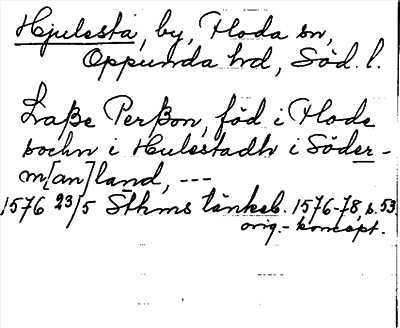 Hjulsta, by, Floda sn,
Oppunda hd, Söd. l.
Laße Perßon, föd i Flode
sochn i Hulestadh i Söder-
m[an]land, ---
1576 23/5 Sthms tänkeb. 1576-78, s. 53.
orig.- koncept.